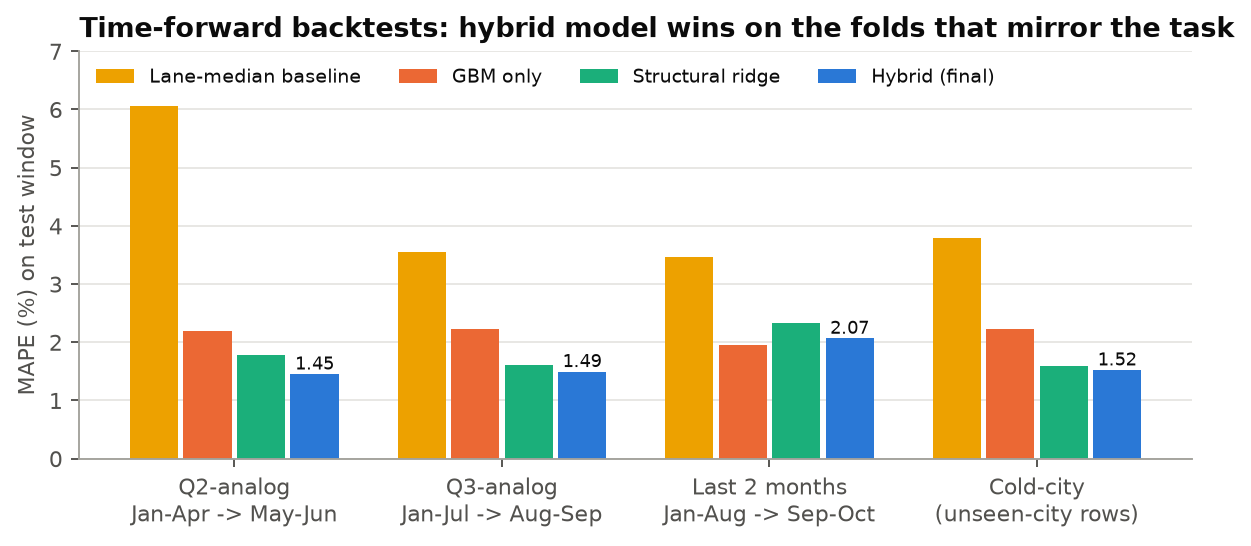 Time-forward backtests: hybrid model wins on the folds that mirror the task
Lane-median baseline
GBM only
Structural ridge
Hybrid (final)
MAPE (%) on test window
7
6
5
4
3
2
1
0
1.45
1.49
2.07
1.52
Q2-analog
Jan-Apr -> May-Jun
Q3-analog
Jan-Jul -> Aug-Sep
Last 2 months
Jan-Aug -> Sep-Oct
Cold-city
(unseen-city rows)